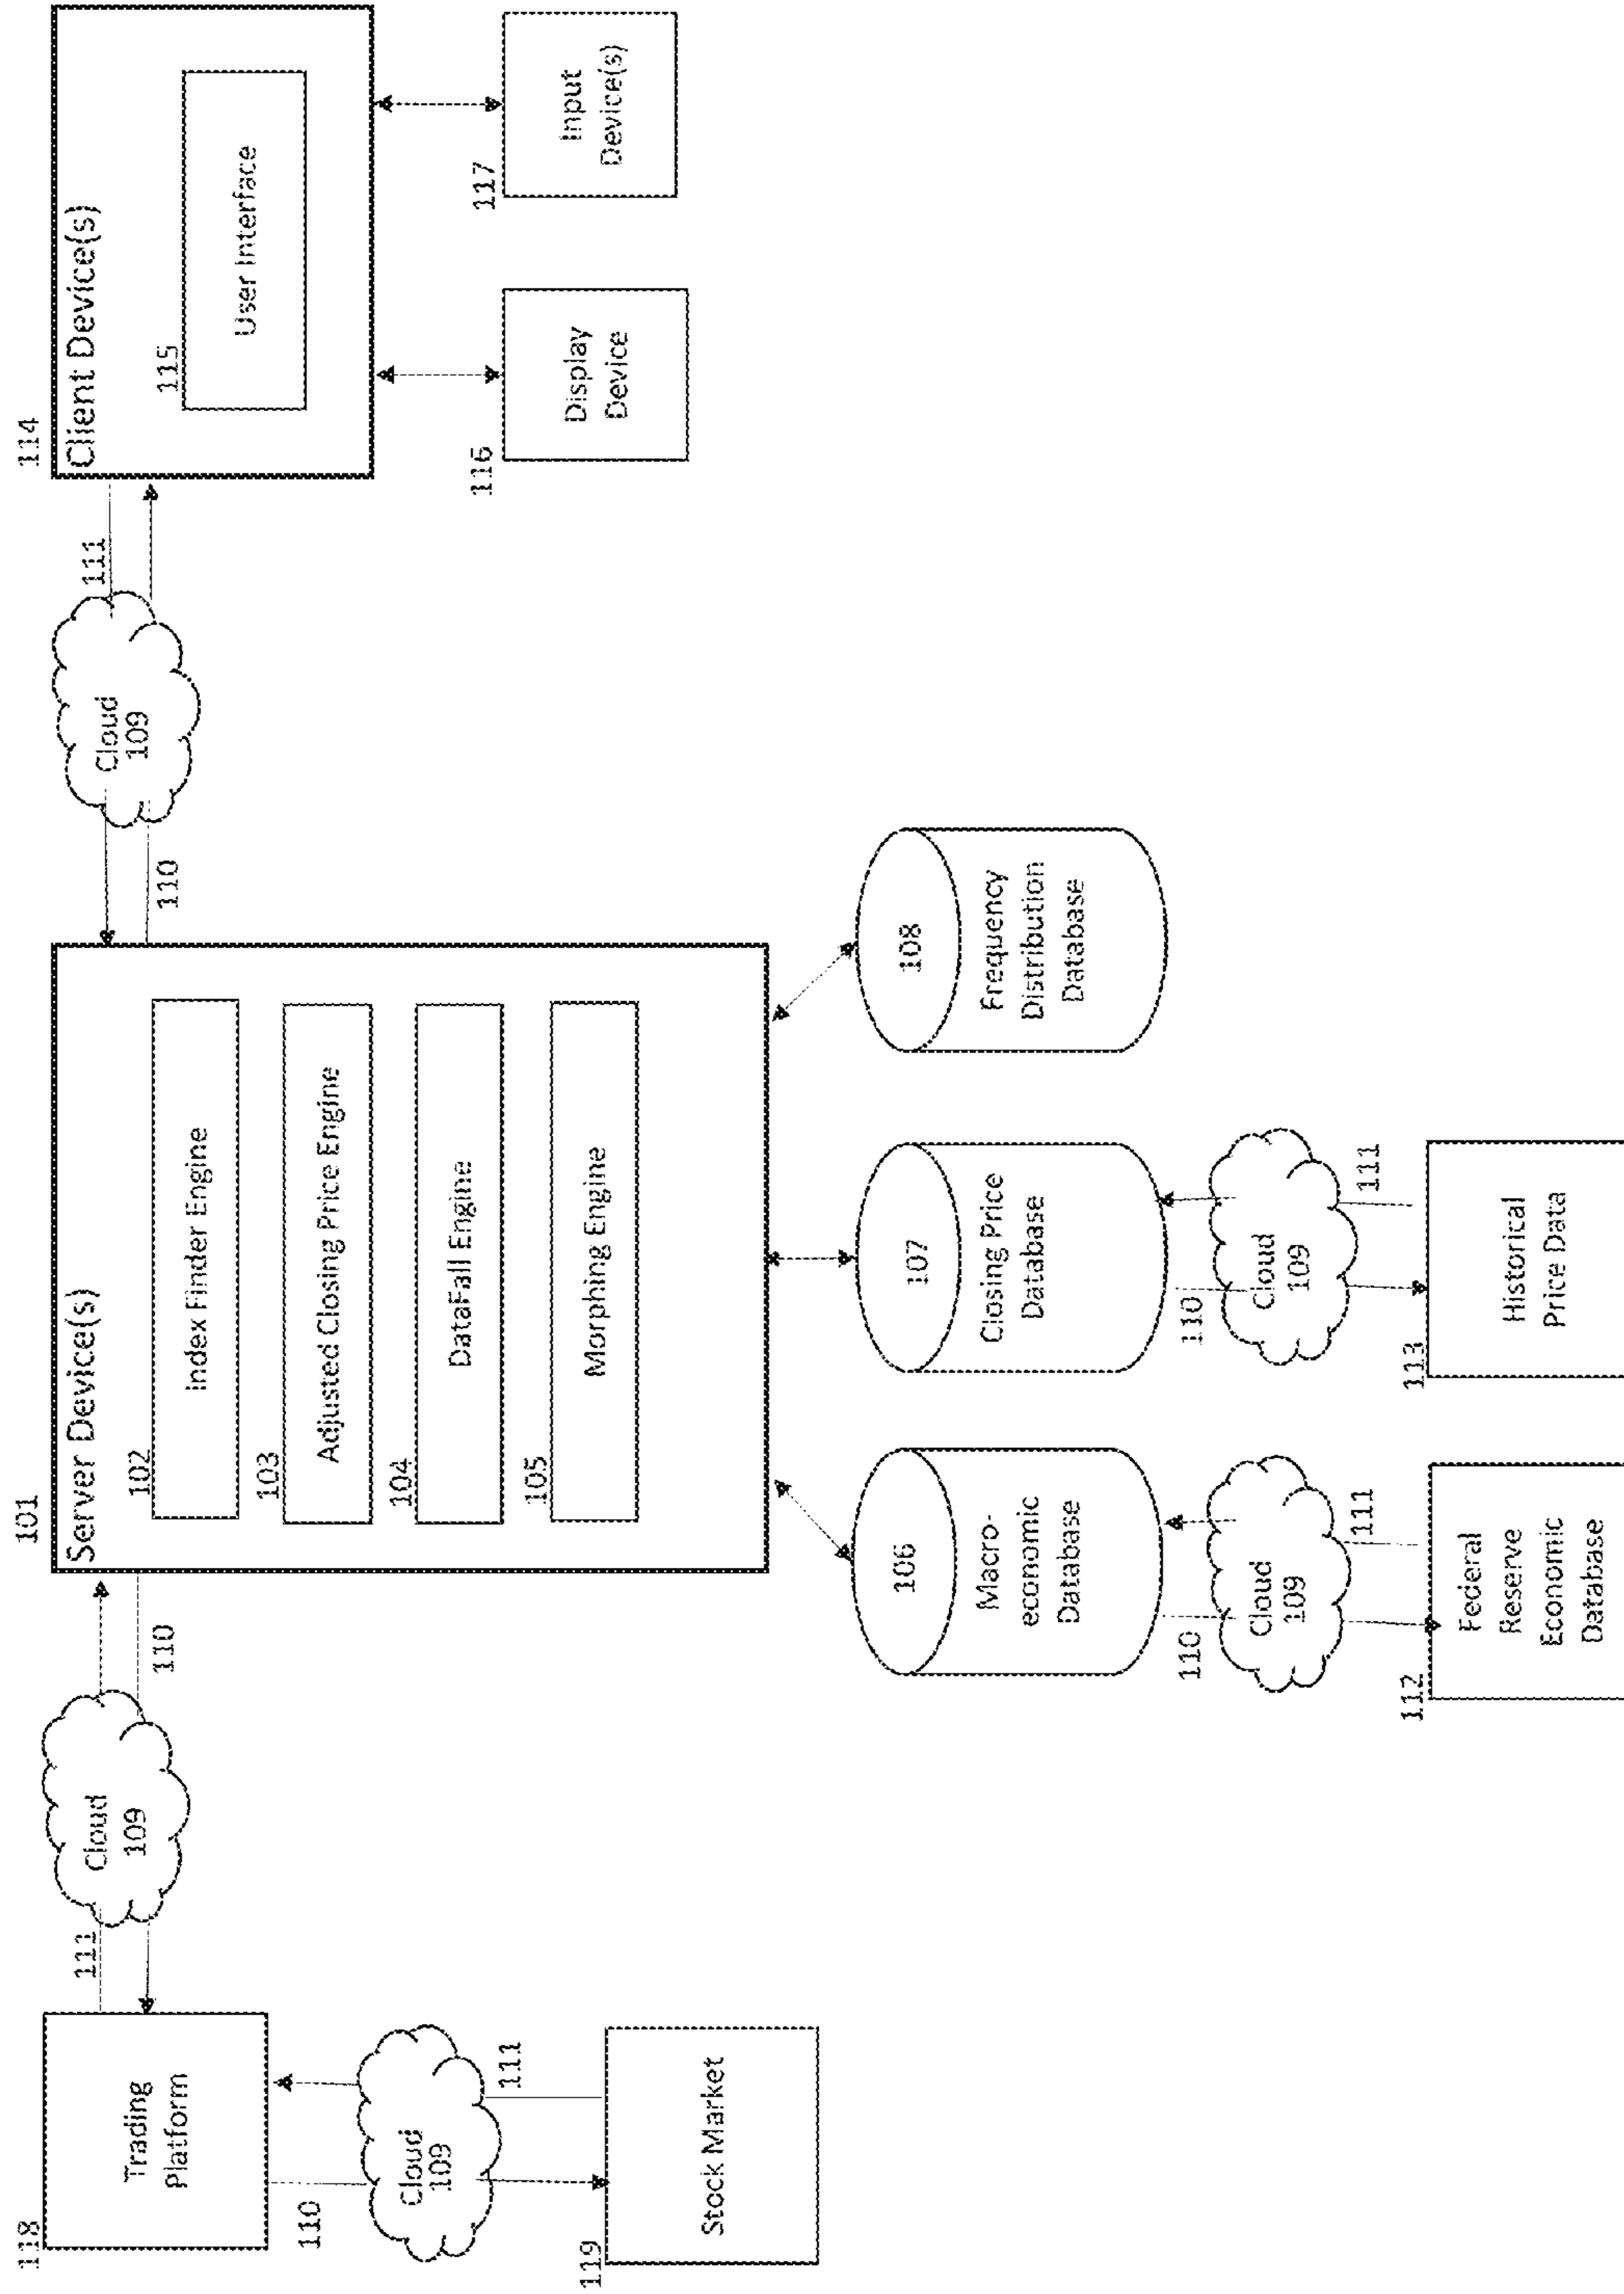 118
Trading
Platform
111
Cloud
109
110
110
Cloud
109
111
119
Stock Market
101
Server Device(s)
102
Index Finder Engine
103
Adjusted Closing Price Engine
104
DataFall Engine
105
Morphing Engine
106
Macro-
economic
Database
107
Closing Price
Database
108
Frequency
Distribution
Database
110
Cloud
109
111
112
Federal
Reserve
Economic
Database
110
Cloud
109
111
113
Historical
Price Data
110
Cloud
109
111
114
Client Device(s)
115
User Interface
116
Display
Device
117
Input
Device(s)